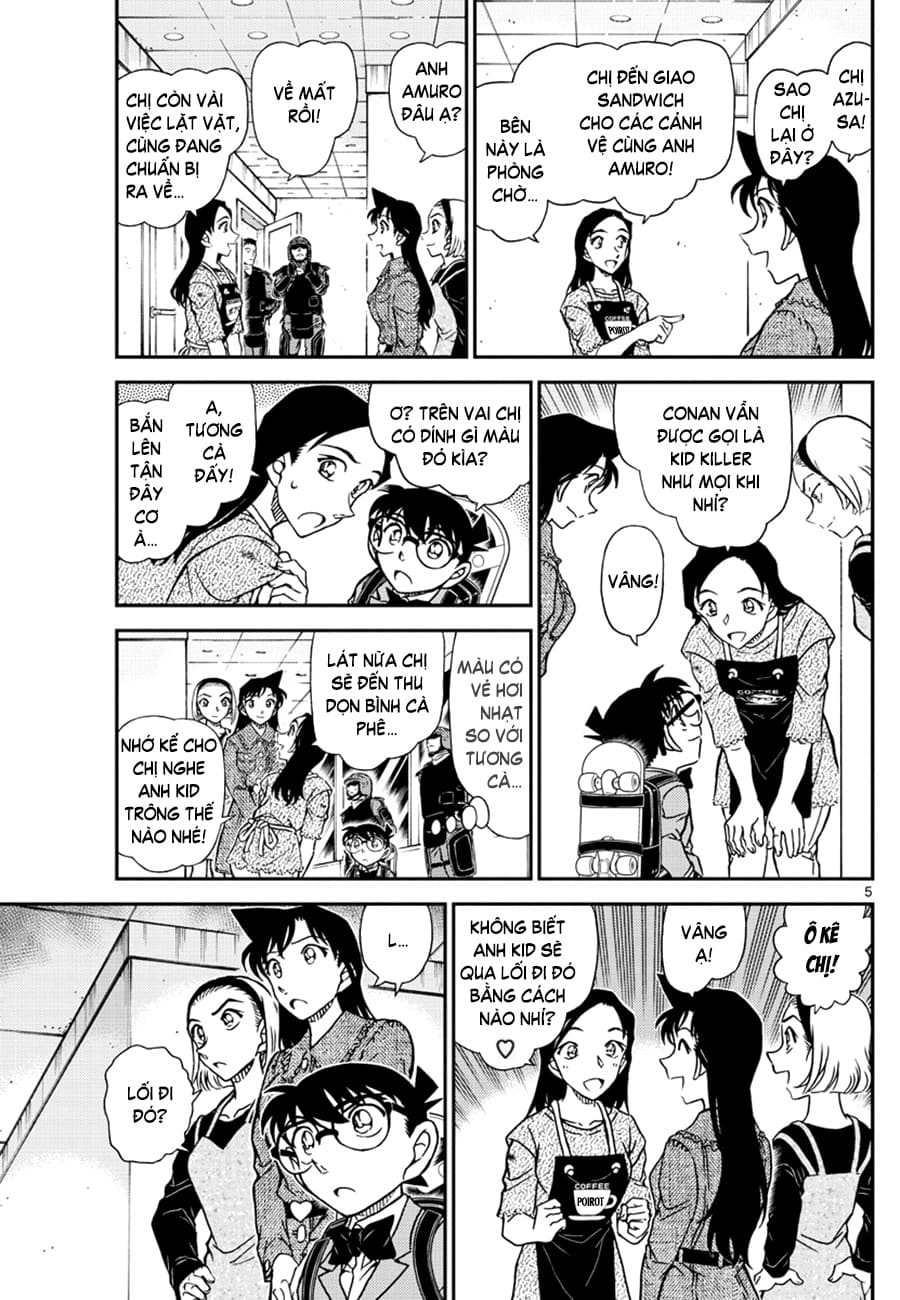 CHỊ
AZU-
SA!
SAO
CHỊ
LẠI Ở
ĐÂY?
CHỊ ĐẾN GIAO
SANDWICH
CHO CÁC CẢNH
VỆ CÙNG ANH
AMURO!
BÊN
NÀY LÀ
PHÒNG
CHỜ...
COFFEE
POIROT
ANH
AMURO
ĐÂU Ạ?
VỀ MẤT
RỒI!
CHỊ CÒN VÀI
VIỆC LẶT VẶT,
CŨNG ĐANG
CHUẨN BỊ
RA VỀ...
CONAN VẪN
ĐƯỢC GỌI LÀ
KID KILLER
NHƯ MỌI KHI
NHỈ?
VÂNG!
COFFEE
Ơ? TRÊN VAI CHỊ
CÓ DÍNH GÌ MÀU
ĐỎ KÌA?
A,
TƯƠNG
CÀ
ĐẤY!
BẮN
LÊN
TẬN
ĐÂY CƠ
À...
MÀU CÓ
VẺ HƠI
NHẠT
SO VỚI
TƯƠNG
CÀ...
LÁT NỮA CHỊ
SẼ ĐẾN THU
DỌN BÌNH CÀ
PHÊ...
NHỚ KỂ CHO
CHỊ NGHE
ANH KID
TRÔNG THẾ
NÀO NHÉ!
5
Ô KÊ
CHỊ!
VÂNG
Ạ!
KHÔNG BIẾT
ANH KID SẼ
QUA LỐI ĐI ĐÓ
BẰNG CÁCH
NÀO NHỈ?
♡
COFFEE
POIROT
L...
LỐI ĐI
ĐÓ?